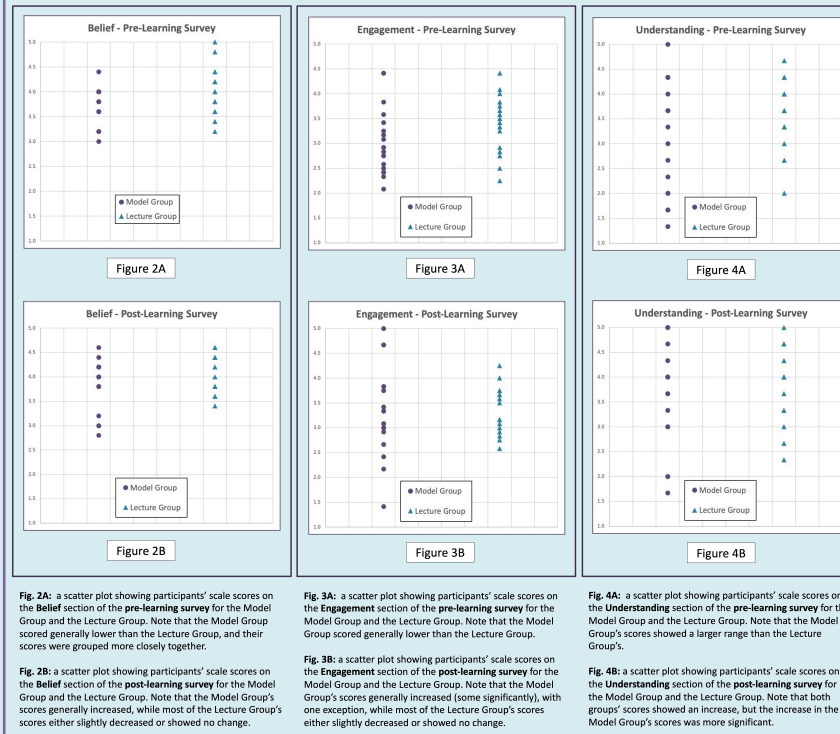 Belief - Pre-Learning Survey
5.0
4.5
4.0
3.5
3.0
2.5
2.0
1.5
1.0
Model Group
Lecture Group
Figure 2A
Belief - Post-Learning Survey
5.0
4.5
4.0
3.5
3.0
2.5
2.0
1.5
1.0
Model Group
Lecture Group
Figure 2B
Fig. 2A: a scatter plot showing participants' scale scores on
the Belief section of the pre-learning survey for the Model
Group and the Lecture Group. Note that the Model Group
scored generally lower than the Lecture Group, and their
scores were grouped more closely together.
Fig. 2B: a scatter plot showing participants' scale scores on
the Belief section of the post-learning survey for the Model
Group and the Lecture Group. Note that the Model Group's
scores generally increased, while most of the Lecture Group's
scores either slightly decreased or showed no change.
Engagement - Pre-Learning Survey
5.0
4.5
4.0
3.5
3.0
2.5
2.0
1.5
1.0
Model Group
Lecture Group
Figure 3A
Engagement - Post-Learning Survey
5.0
4.5
4.0
3.5
3.0
2.5
2.0
1.5
1.0
Model Group
Lecture Group
Figure 3B
Fig. 3A: a scatter plot showing participants' scale scores on
the Engagement section of the pre-learning survey for the
Model Group and the Lecture Group. Note that the Model
Group scored generally lower than the Lecture Group.
Fig. 3B: a scatter plot showing participants' scale scores on
the Engagement section of the post-learning survey for the
Model Group and the Lecture Group. Note that the Model
Group's scores generally increased (some significantly), with
one exception, while most of the Lecture Group's scores
either slightly decreased or showed no change.
Understanding - Pre-Learning Survey
5.0
4.5
4.0
3.5
3.0
2.5
2.0
1.5
1.0
Model Group
Lecture Group
Figure 4A
Understanding - Post-Learning Survey
5.0
4.5
4.0
3.5
3.0
2.5
2.0
1.5
1.0
Model Group
Lecture Group
Figure 4B
Fig. 4A: a scatter plot showing participants' scale scores on
the Understanding section of the pre-learning survey for
Model Group and the Lecture Group. Note that the Model
Group's scores showed a larger range than the Lecture
Group's.
Fig. 4B: a scatter plot showing participants' scale scores on
the Understanding section of the post-learning survey for
the Model Group and the Lecture Group. Note that both
groups' scores showed an increase, but the increase in the
Model Group's scores was more significant.